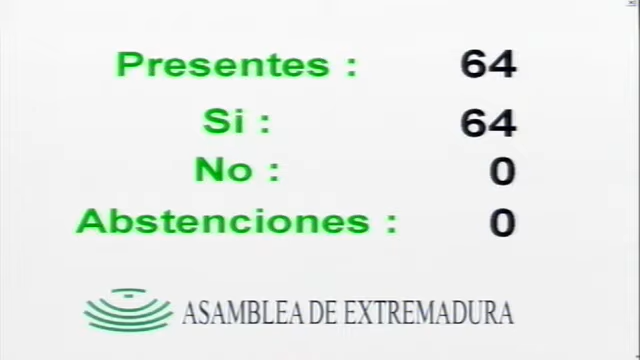 Presentes : 64
Si : 64
No : 0
Abstenciones : 0
ASAMBLEA DE EXTREMADURA